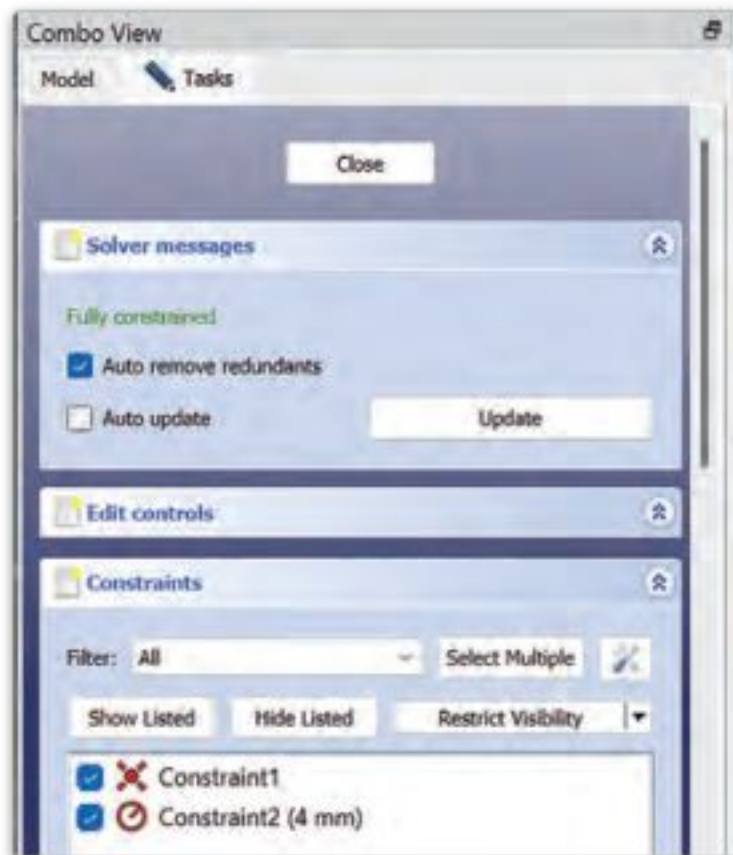 Combo View
Model Tasks
Close
Solver messages
Fully constrained
Auto remove redundants
Auto update Update
Edit controls
Constraints
Filter: All Select Multiple
Show Listed Hide Listed Restrict Visibility
Constraint1
Constraint2 (4 mm)